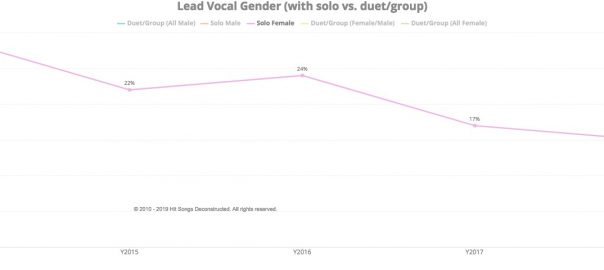 Lead Vocal Gender (with solo vs. duet/group)
Duet/Group (All Male) Solo Male Solo Female Duet/Group (Female/Male) Duet/Group (All Female)
22%
24%
17%
© 2010 - 2019 Hit Songs Deconstructed. All rights reserved.
Y2015 Y2016 Y2017